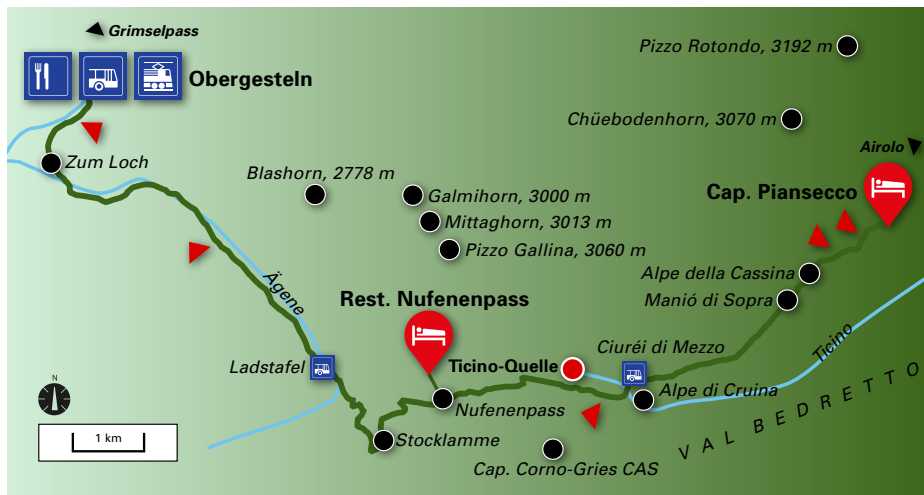 Grimselpass
Pizzo Rotondo, 3192 m
Obergesteln
Chüebodenhorn, 3070 m
Airolo
Zum Loch
Blashorn, 2778 m
Galmihorn, 3000 m
Cap. Piansecco
Mittaghorn, 3013 m
Pizzo Gallina, 3060 m
Alpe della Cassina
Ägene
Rest. Nufenenpass
Manió di Sopra
Ticino
Ciuréi di Mezzo
Ladstafel
Ticino-Quelle
N
Nufenenpass
Alpe di Cruina
VAL BEDRETTO
1 km
Stocklamme
Cap. Corno-Gries CAS